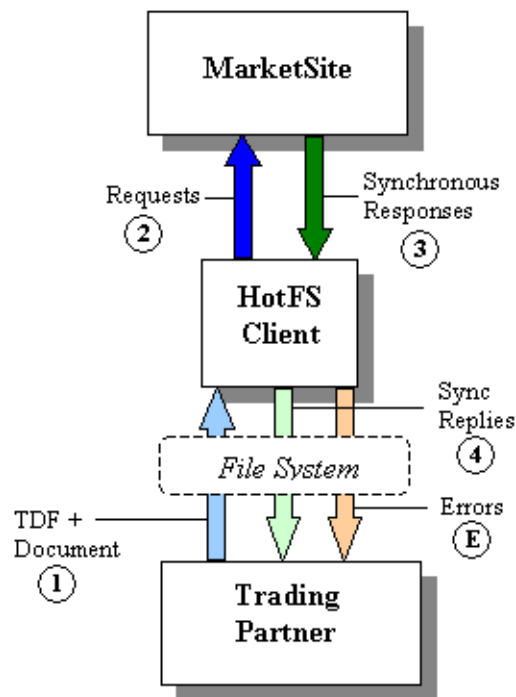 MarketSite
Requests
2
Synchronous
Responses
3
HotFS
Client
Sync
Replies
4
File System
TDF +
Document
1
Errors
E
Trading
Partner